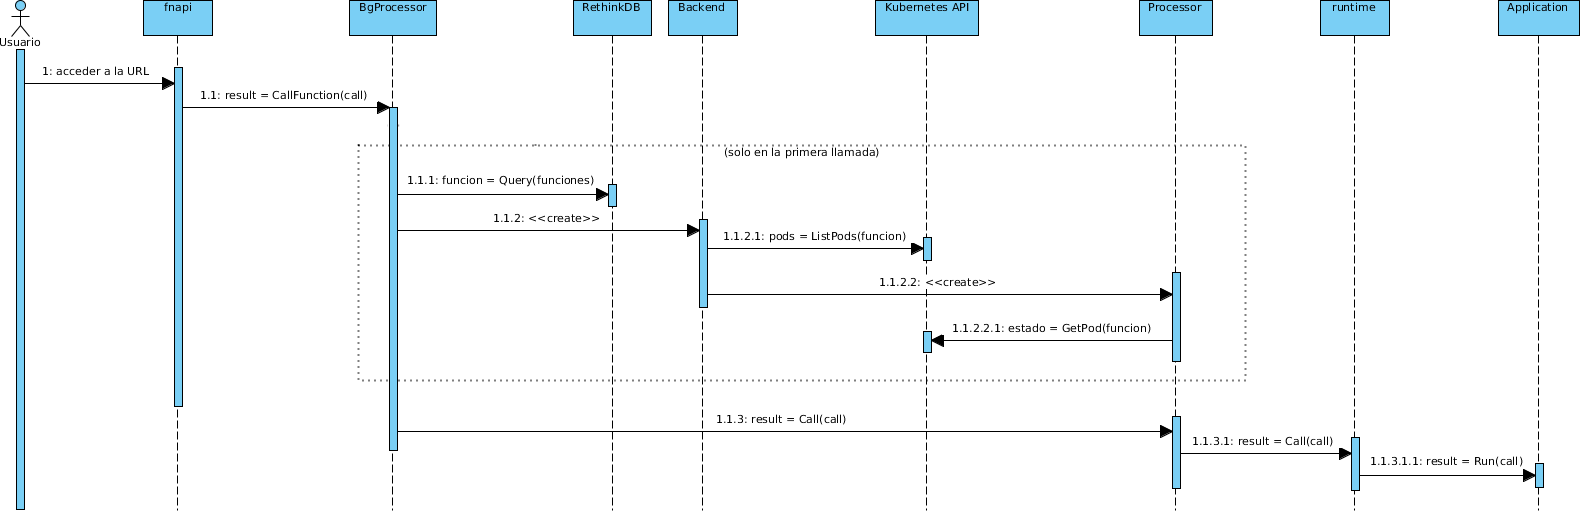 fnapi
BgProcessor
RethinkDB
Backend
Kubernetes API
Processor
runtime
Application
Usuario
1: acceder a la URL
1.1: result = CallFunction(call)
(solo en la primera llamada)
1.1.1: funcion = Query(funciones)
1.1.2: <<create>>
1.1.2.1: pods = ListPods(funcion)
1.1.2.2: <<create>>
1.1.2.2.1: estado = GetPod(funcion)
1.1.3: result = Call(call)
1.1.3.1: result = Call(call)
1.1.3.1.1: result = Run(call)